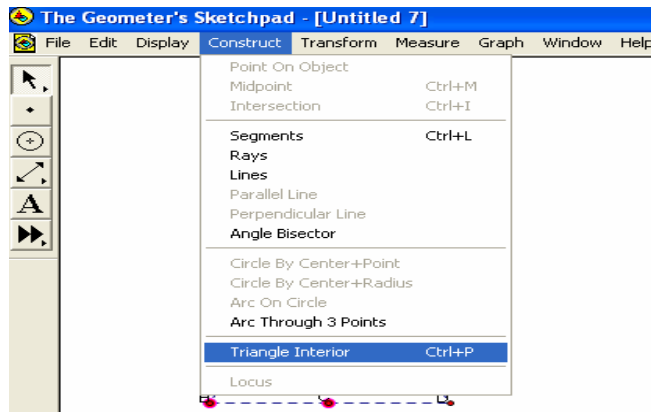 The Geometer's Sketchpad - [Untitled 7]
File Edit Display Construct Transform Measure Graph Window Help
Point On Object
Midpoint Ctrl+M
Intersection Ctrl+I
Segments Ctrl+L
Rays
Lines
Parallel Line
Perpendicular Line
Angle Bisector
Circle By Center+Point
Circle By Center+Radius
Arc On Circle
Arc Through 3 Points
A
Triangle Interior Ctrl+P
Locus